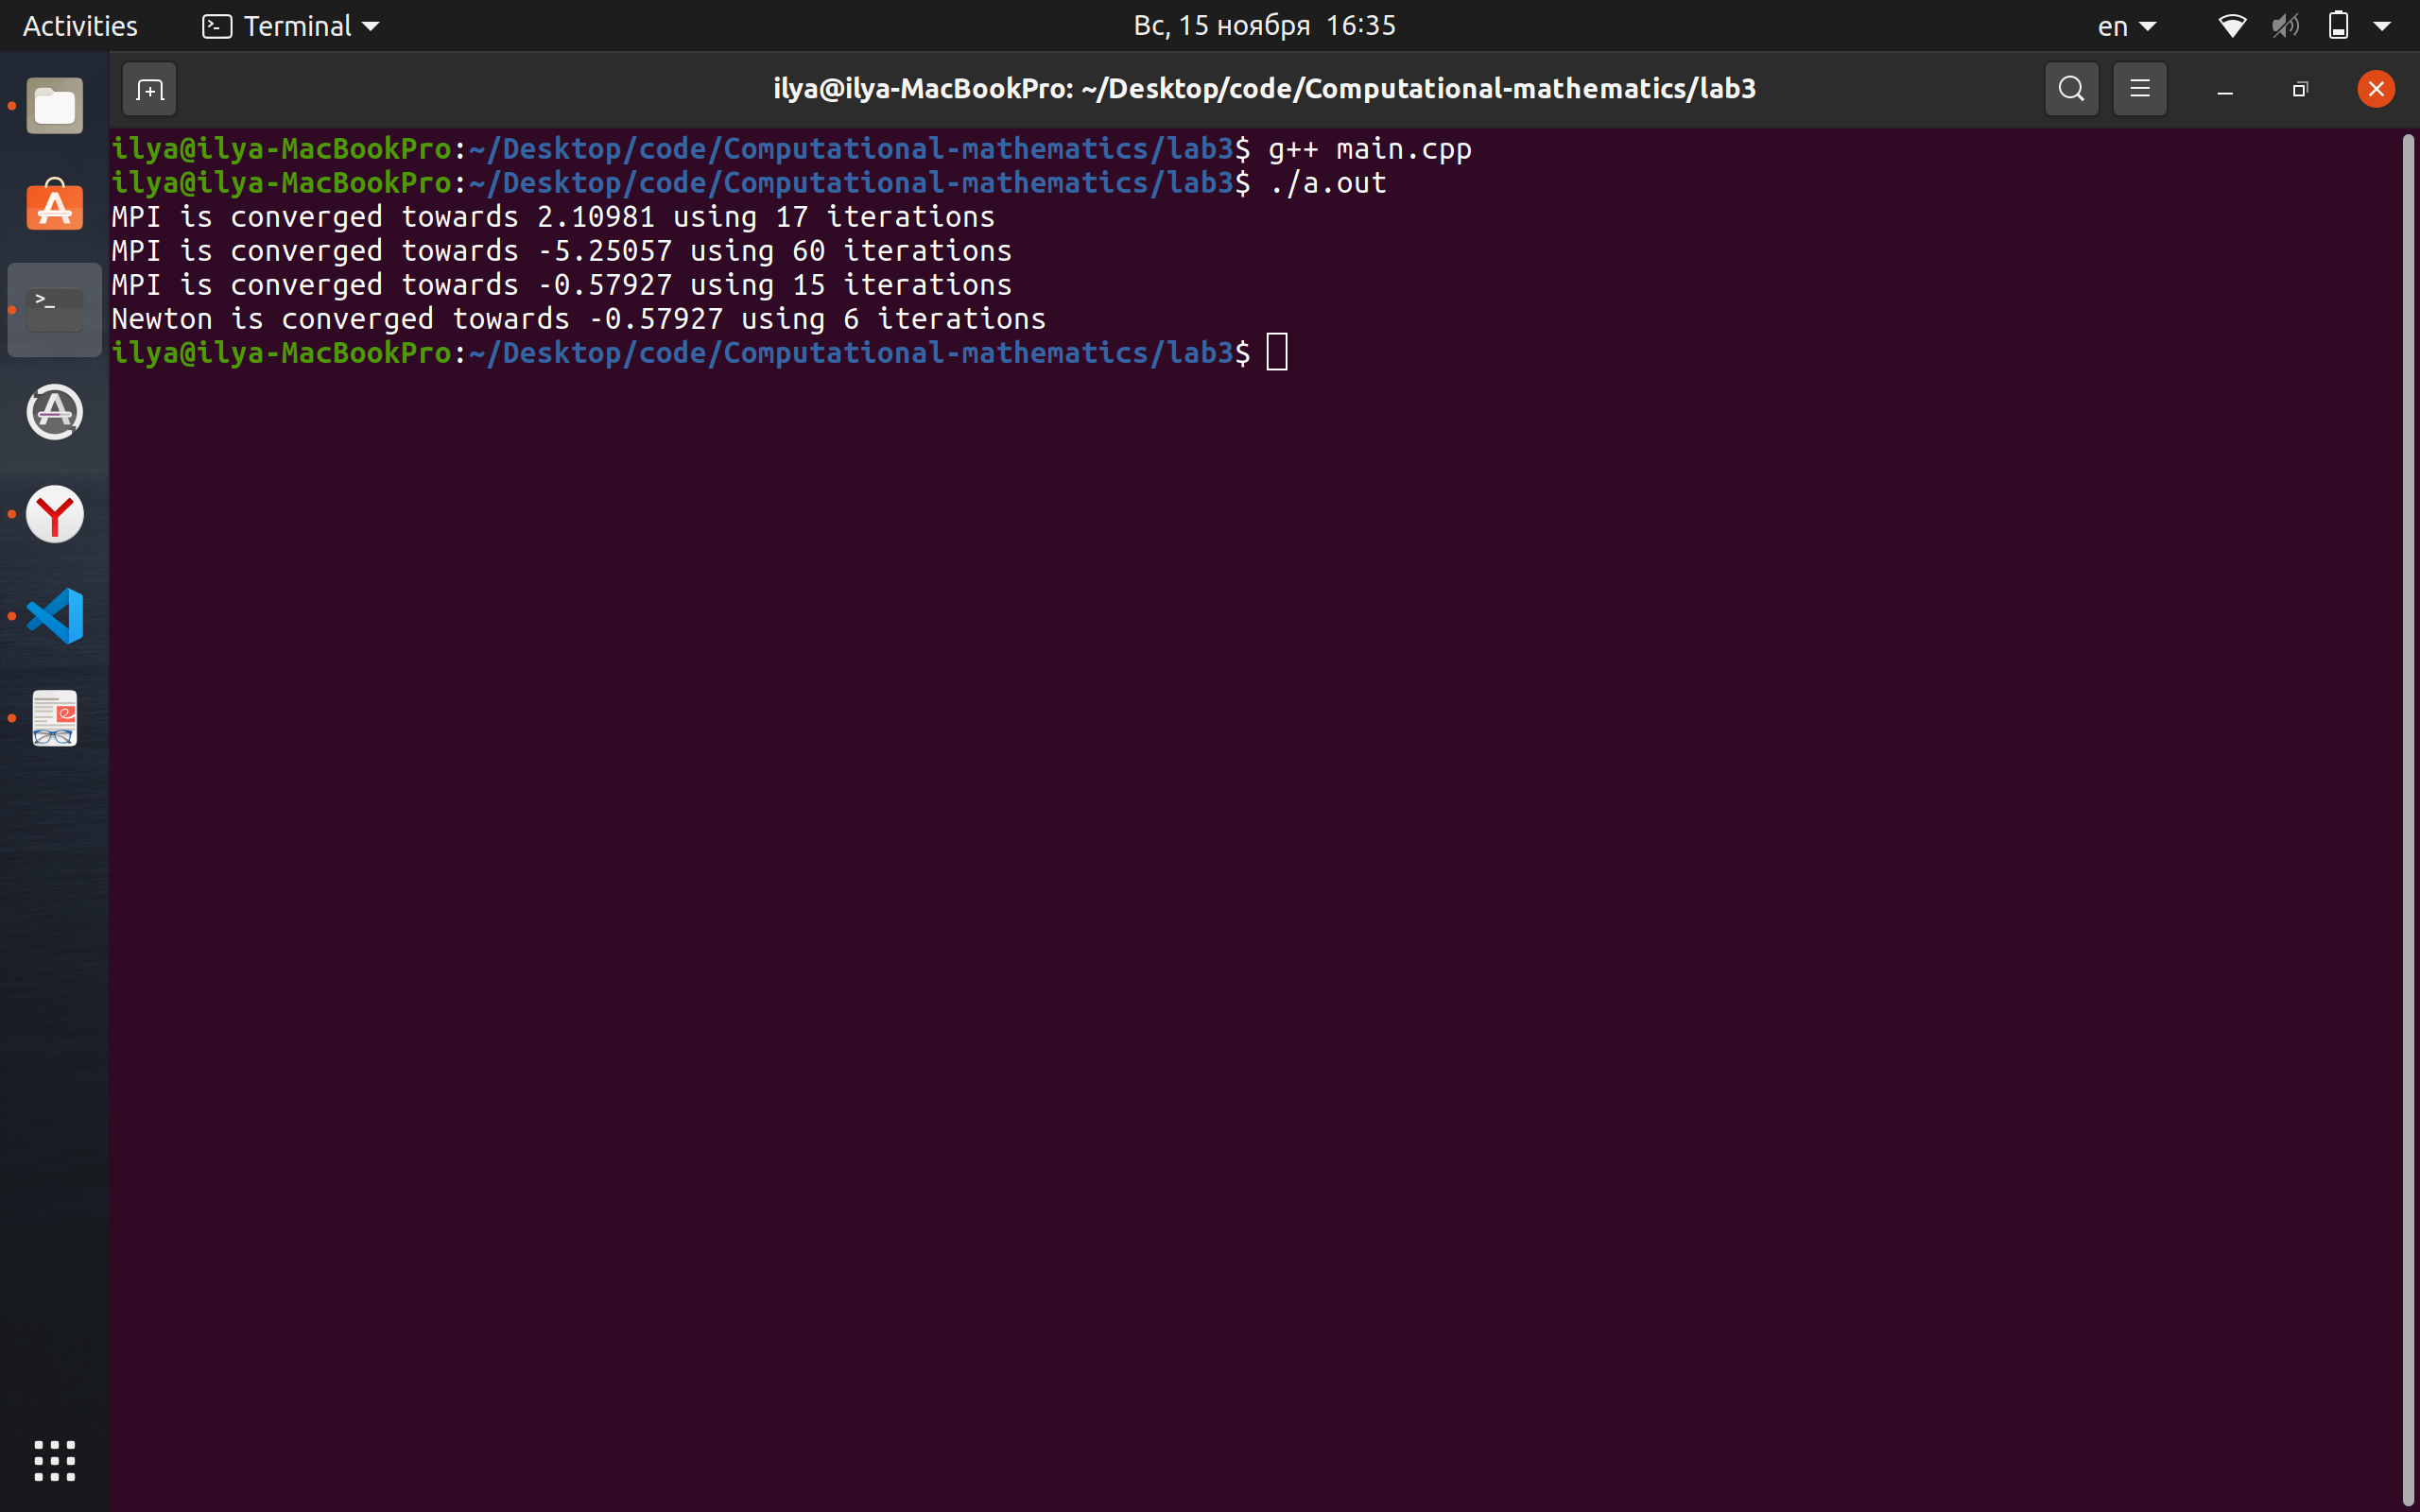 Activities Terminal Вс, 15 ноября 16:35 en
ilya@ilya-MacBookPro: ~/Desktop/code/Computational-mathematics/lab3
ilya@ilya-MacBookPro:~/Desktop/code/Computational-mathematics/lab3$ g++ main.cpp
ilya@ilya-MacBookPro:~/Desktop/code/Computational-mathematics/lab3$ ./a.out
MPI is converged towards 2.10981 using 17 iterations
MPI is converged towards -5.25057 using 60 iterations
MPI is converged towards -0.57927 using 15 iterations
Newton is converged towards -0.57927 using 6 iterations
ilya@ilya-MacBookPro:~/Desktop/code/Computational-mathematics/lab3$